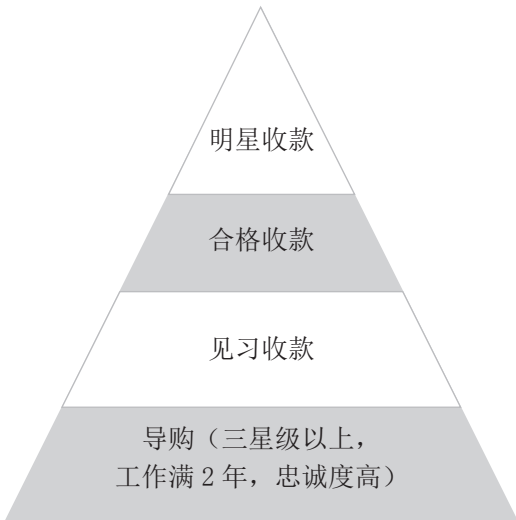 明星收款
合格收款
见习收款
导购（三星级以上，
工作满 2 年，忠诚度高）